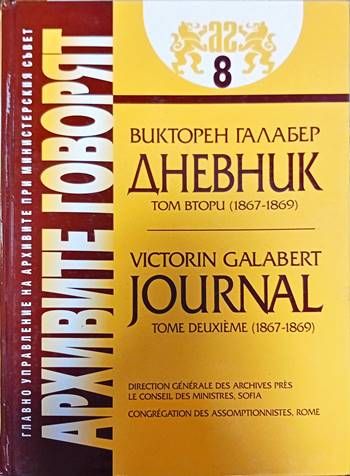 ГЛАВНО УПРАВЛЕНИЕ НА АРХИВИТЕ ПРИ МИНИСТЕРСКИЯ СЪВЕТ
АРХИВИТЕ ГОВОРЯТ
8
ВИКТОРЕН ГАЛАБЕР
ДНЕВНИК
ТОМ ВТОРИ (1867-1869)
VICTORIN GALABERT
JOURNAL
TOME DEUXIÈME (1867-1869)
DIRECTION GÉNÉRALE DES ARCHIVES PRÈS
LE CONSEIL DES MINISTRES, SOFIA
CONGRÉGATION DES ASSOMPTIONNISTES, ROME